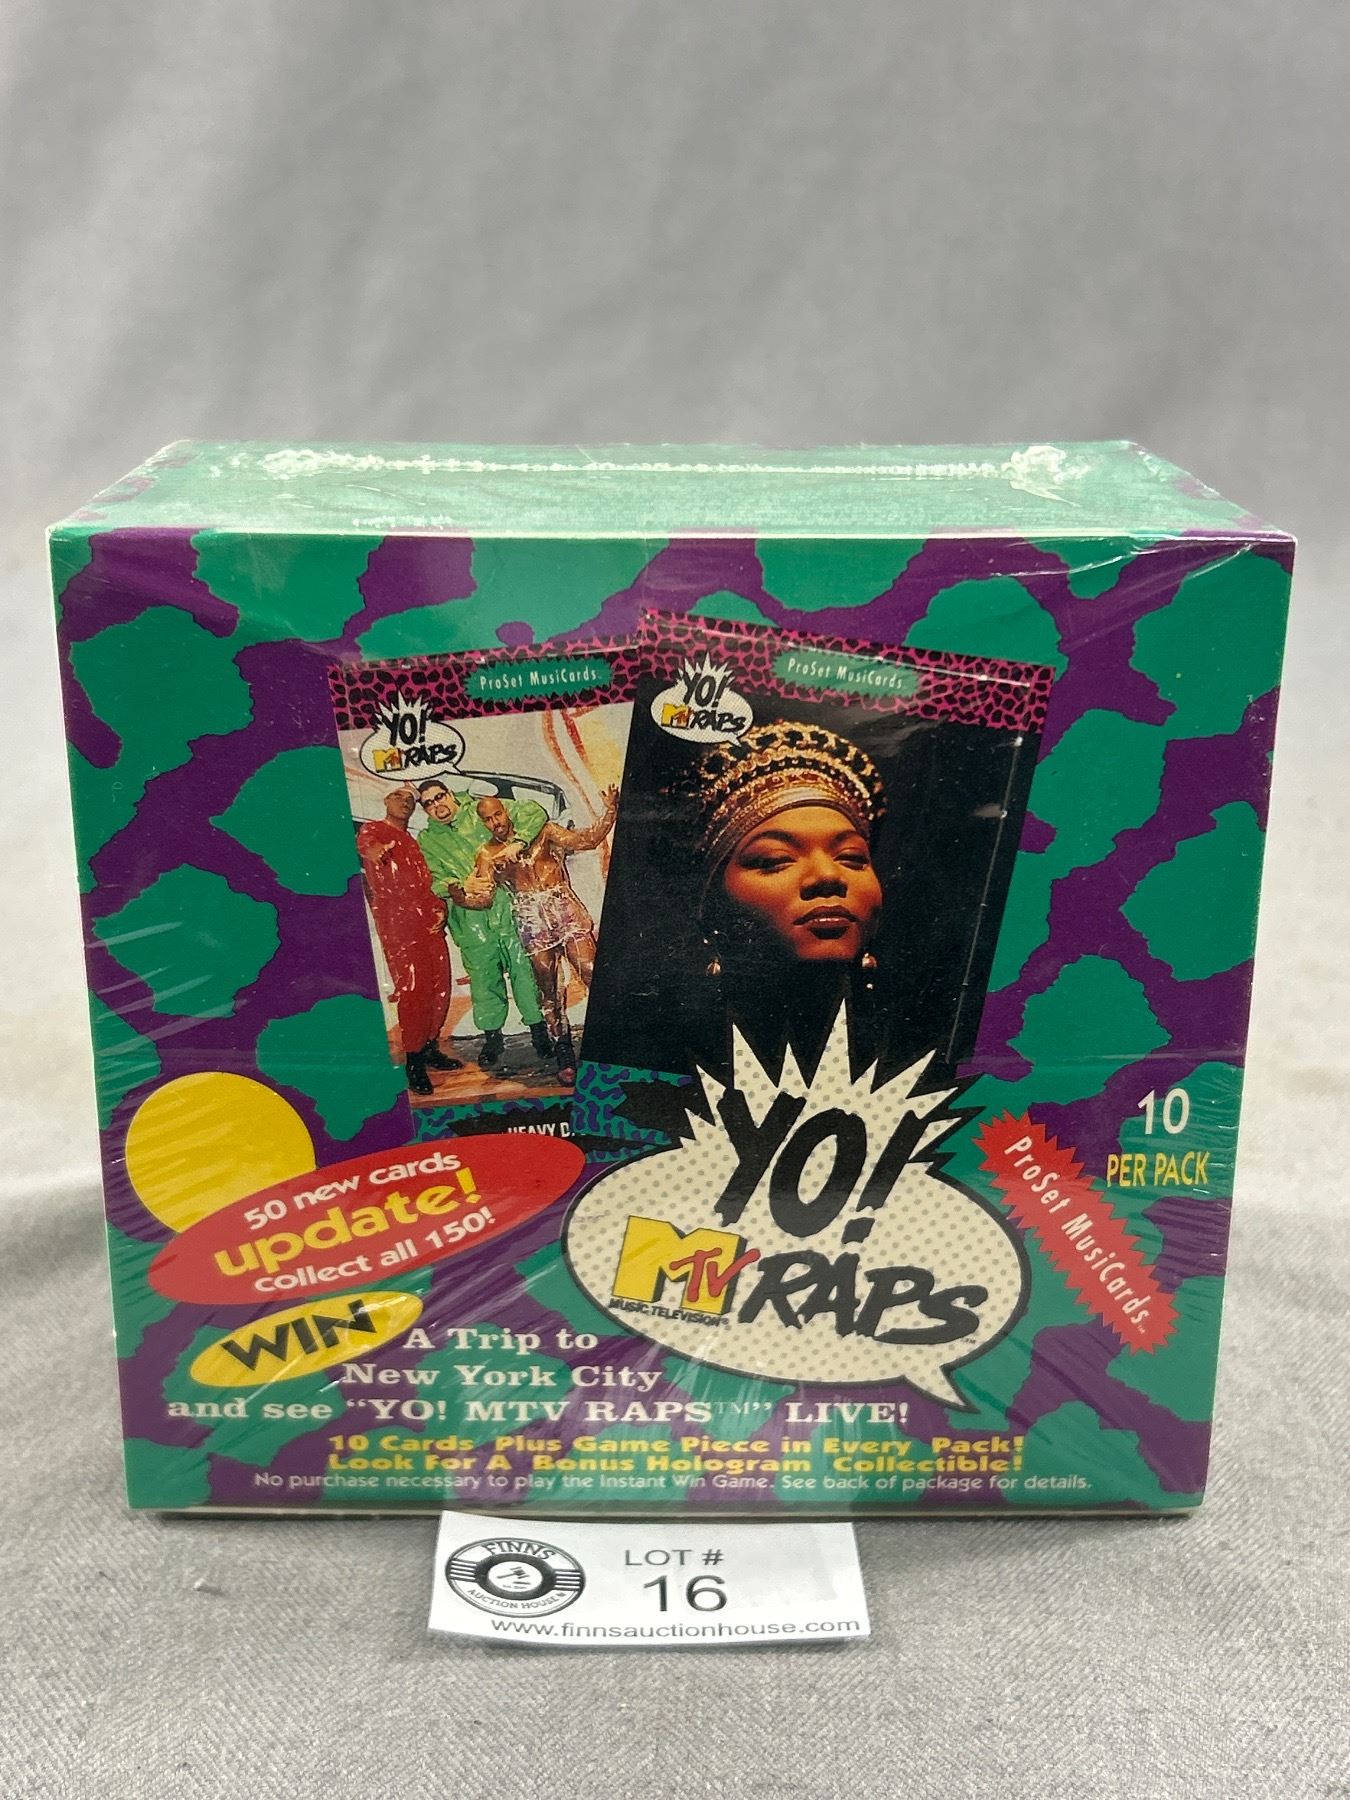 ProSet MusiCards
YO!
MTV RAPS
ProSet MusiCards
YO!
MTV RAPS
HEAVY D.
10
PER PACK
ProSet MusiCards™
50 new cards
update!
collect all 150!
YO!
MTV RAPS™
MUSIC TELEVISION®
WIN A Trip to
New York City
and see “YO! MTV RAPS™” LIVE!
10 Cards Plus Game Piece in Every Pack!
Look For A Bonus Hologram Collectible!
No purchase necessary to play the Instant Win Game. See back of package for details.
FINNS
AUCTION HOUSE
LOT #
16
www.finnsauctionhouse.com